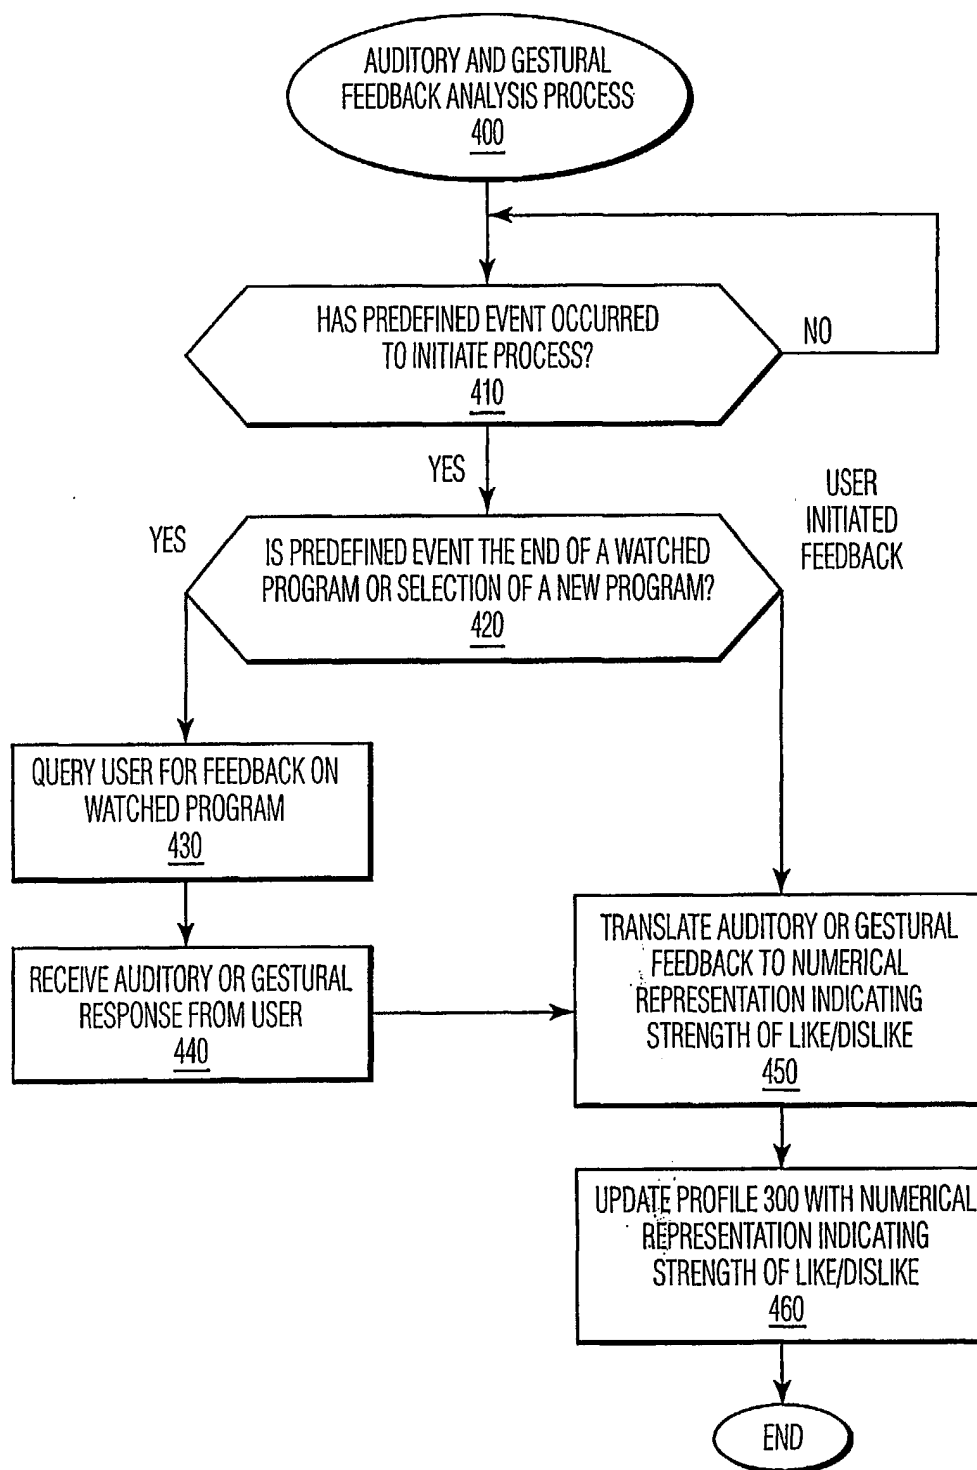 AUDITORY AND GESTURAL
FEEDBACK ANALYSIS PROCESS
400
HAS PREDEFINED EVENT OCCURRED
TO INITIATE PROCESS?
410
NO
YES
USER
INITIATED
FEEDBACK
YES
IS PREDEFINED EVENT THE END OF A WATCHED
PROGRAM OR SELECTION OF A NEW PROGRAM?
420
QUERY USER FOR FEEDBACK ON
WATCHED PROGRAM
430
RECEIVE AUDITORY OR GESTURAL
RESPONSE FROM USER
440
TRANSLATE AUDITORY OR GESTURAL
FEEDBACK TO NUMERICAL
REPRESENTATION INDICATING
STRENGTH OF LIKE/DISLIKE
450
UPDATE PROFILE 300 WITH NUMERICAL
REPRESENTATION INDICATING
STRENGTH OF LIKE/DISLIKE
460
END